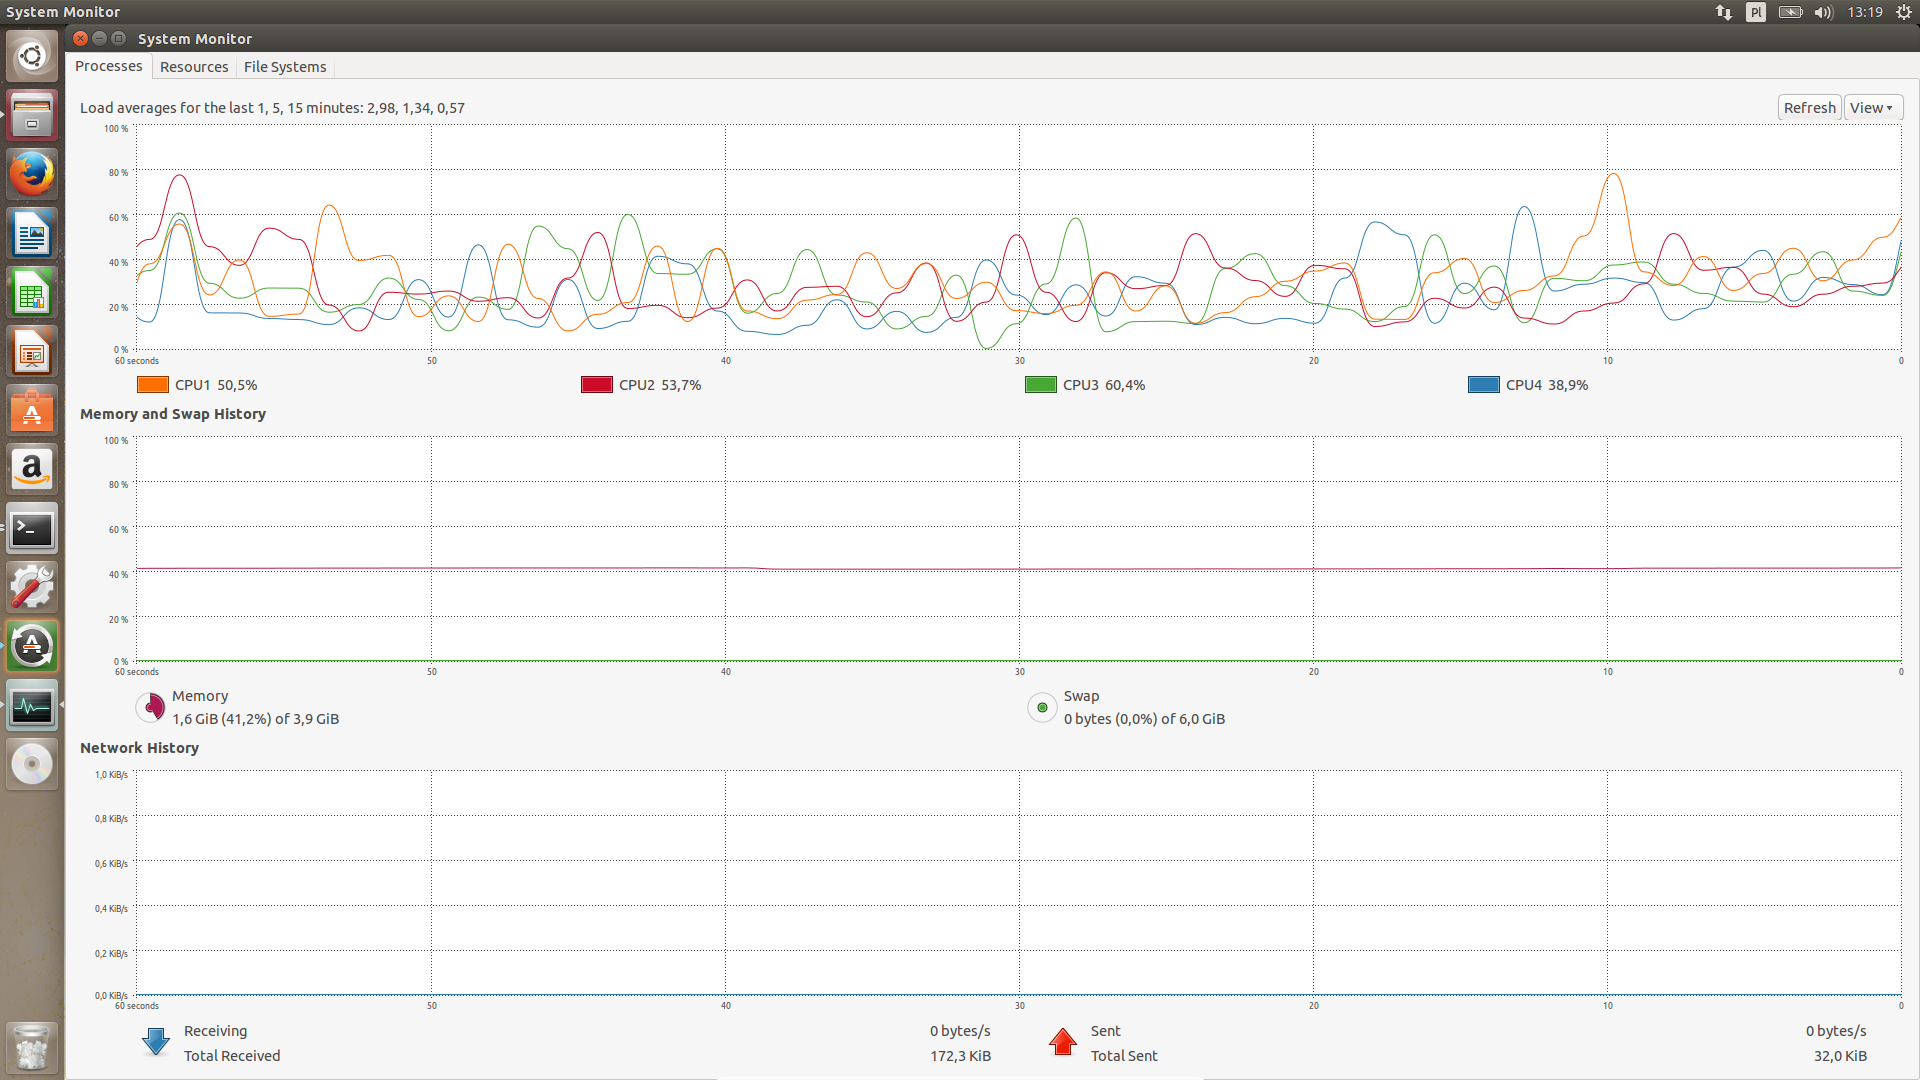 System Monitor
Pl
13:19
System Monitor
Processes Resources File Systems
Load averages for the last 1, 5, 15 minutes: 2,98, 1,34, 0,57
Refresh View
100 %
80 %
60 %
40 %
20 %
0 %
60 seconds 50 40 30 20 10 0
CPU1 50,5% CPU2 53,7% CPU3 60,4% CPU4 38,9%
Memory and Swap History
100 %
80 %
60 %
40 %
20 %
0 %
60 seconds 50 40 30 20 10 0
Memory Swap
1,6 GiB (41,2%) of 3,9 GiB 0 bytes (0,0%) of 6,0 GiB
Network History
1,0 KiB/s
0,8 KiB/s
0,6 KiB/s
0,4 KiB/s
0,2 KiB/s
0,0 KiB/s
60 seconds 50 40 30 20 10 0
Receiving 0 bytes/s Sent 0 bytes/s
Total Received 172,3 KiB Total Sent 32,0 KiB